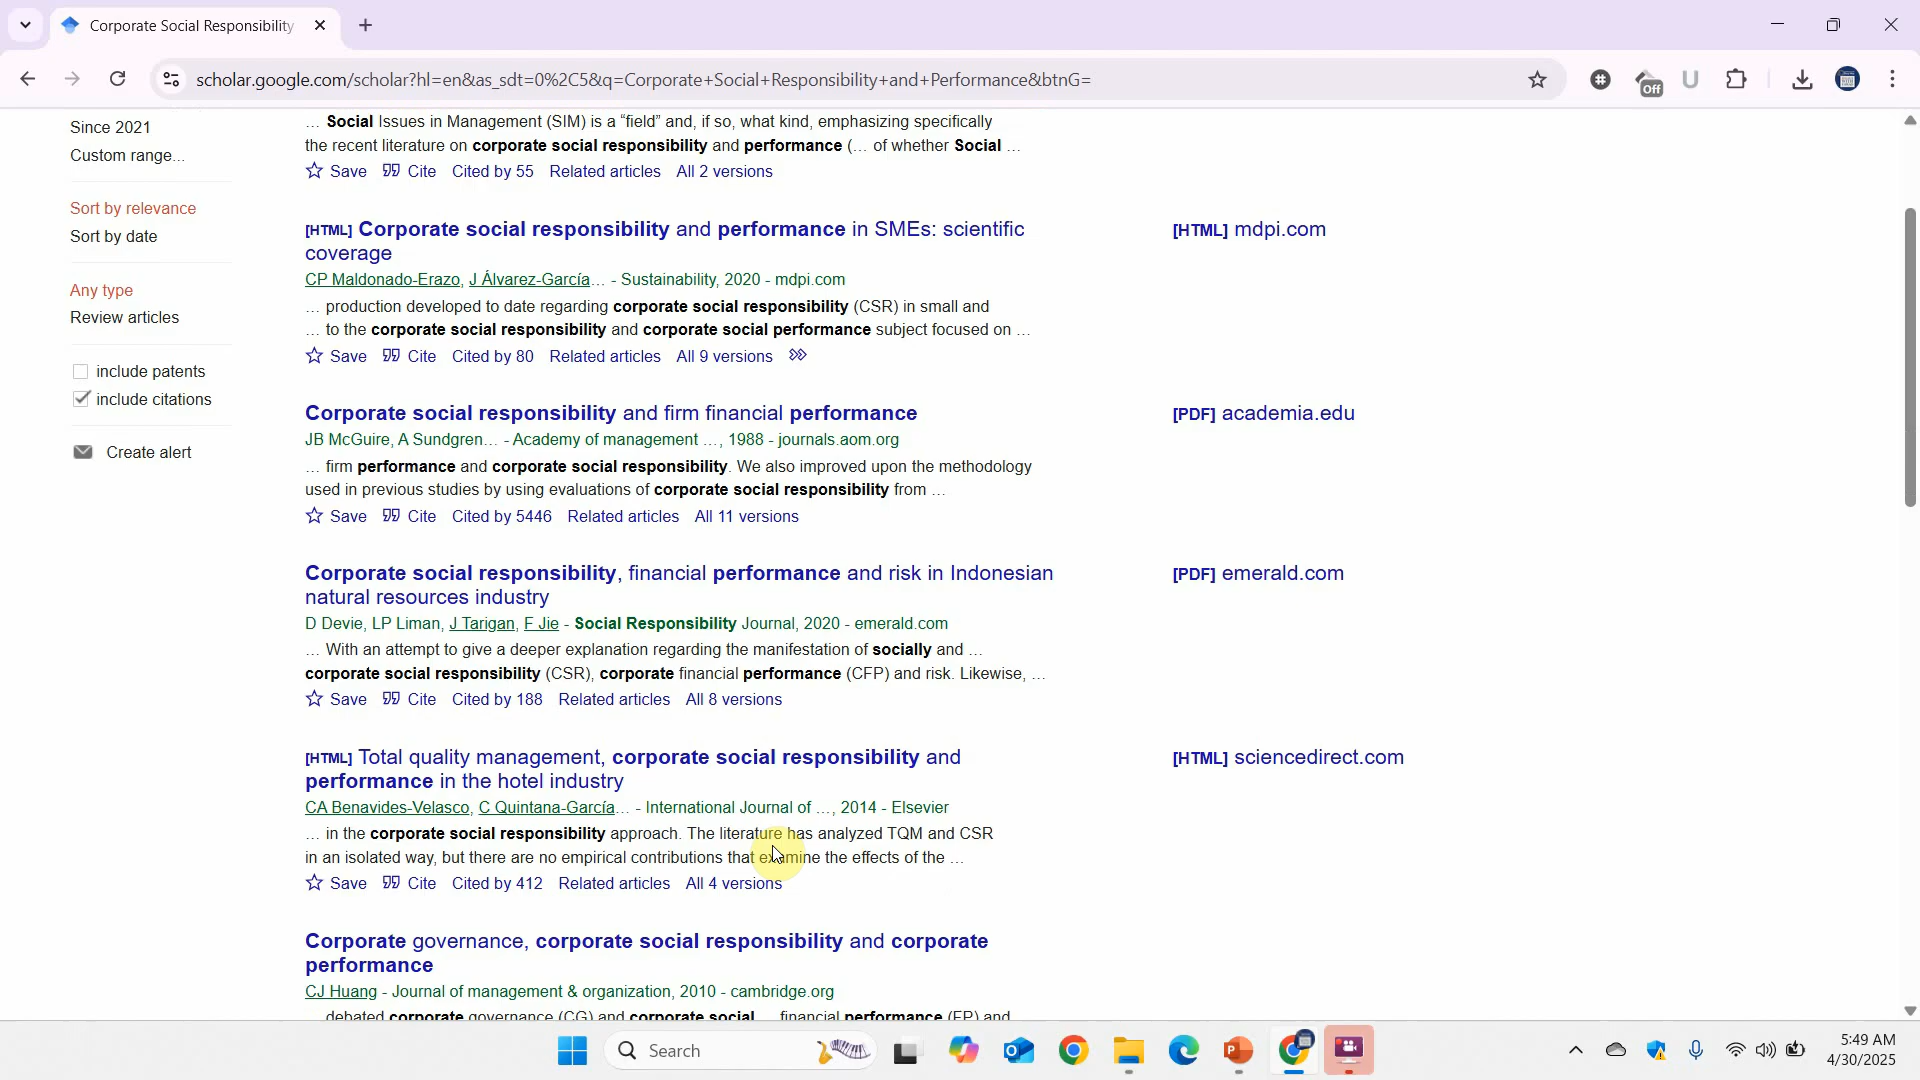 Corporate Social Responsibility
scholar.google.com/scholar?hl=en&as_sdt=0%2C5&q=Corporate+Social+Responsibility+and+Performance&btnG=
Off
Since 2021
Custom range...
Sort by relevance
Sort by date
Any type
Review articles
include patents
include citations
Create alert
... Social Issues in Management (SIM) is a “field” and, if so, what kind, emphasizing specifically
the recent literature on corporate social responsibility and performance (... of whether Social ...
Save Cite Cited by 55 Related articles All 2 versions
[HTML] Corporate social responsibility and performance in SMEs: scientific
coverage
[HTML] mdpi.com
CP Maldonado-Erazo, J Álvarez-García... - Sustainability, 2020 - mdpi.com
... production developed to date regarding corporate social responsibility (CSR) in small and
... to the corporate social responsibility and corporate social performance subject focused on ...
Save Cite Cited by 80 Related articles All 9 versions
Corporate social responsibility and firm financial performance
[PDF] academia.edu
JB McGuire, A Sundgren... - Academy of management ..., 1988 - journals.aom.org
... firm performance and corporate social responsibility. We also improved upon the methodology
used in previous studies by using evaluations of corporate social responsibility from ...
Save Cite Cited by 5446 Related articles All 11 versions
Corporate social responsibility, financial performance and risk in Indonesian
natural resources industry
[PDF] emerald.com
D Devie, LP Liman, J Tarigan, F Jie - Social Responsibility Journal, 2020 - emerald.com
... With an attempt to give a deeper explanation regarding the manifestation of socially and ...
corporate social responsibility (CSR), corporate financial performance (CFP) and risk. Likewise, ...
Save Cite Cited by 188 Related articles All 8 versions
[HTML] Total quality management, corporate social responsibility and
performance in the hotel industry
[HTML] sciencedirect.com
CA Benavides-Velasco, C Quintana-García... - International Journal of ..., 2014 - Elsevier
... in the corporate social responsibility approach. The literature has analyzed TQM and CSR
in an isolated way, but there are no empirical contributions that examine the effects of the ...
Save Cite Cited by 412 Related articles All 4 versions
Corporate governance, corporate social responsibility and corporate
performance
CJ Huang - Journal of management & organization, 2010 - cambridge.org
debated corporate governance (CG) and corporate social ... financial performance (FP) and
Search
5:49 AM
4/30/2025